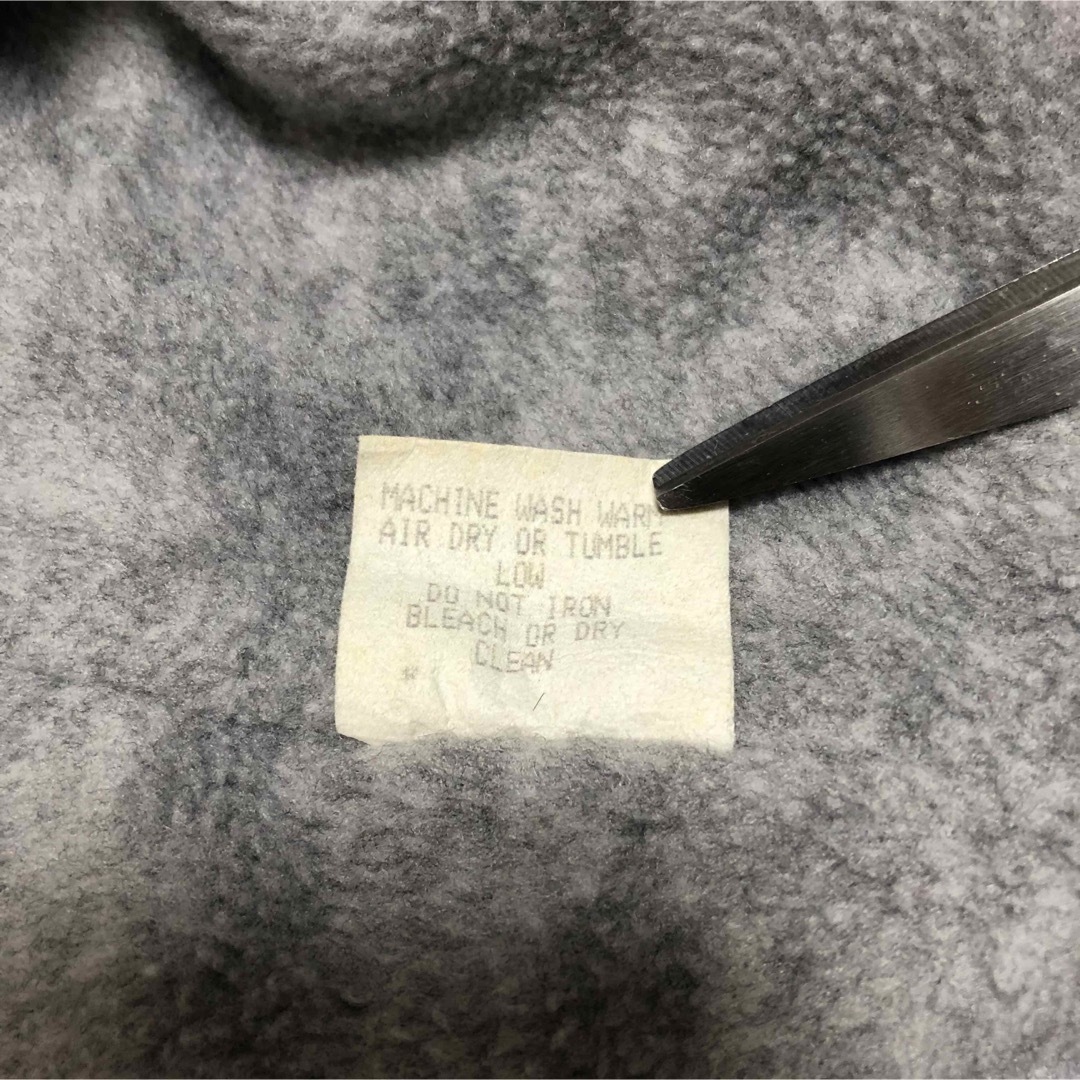 MACHINE WASH WARM
AIR DRY OR TUMBLE
LOW
DO NOT IRON
BLEACH OR DRY
CLEAN
#